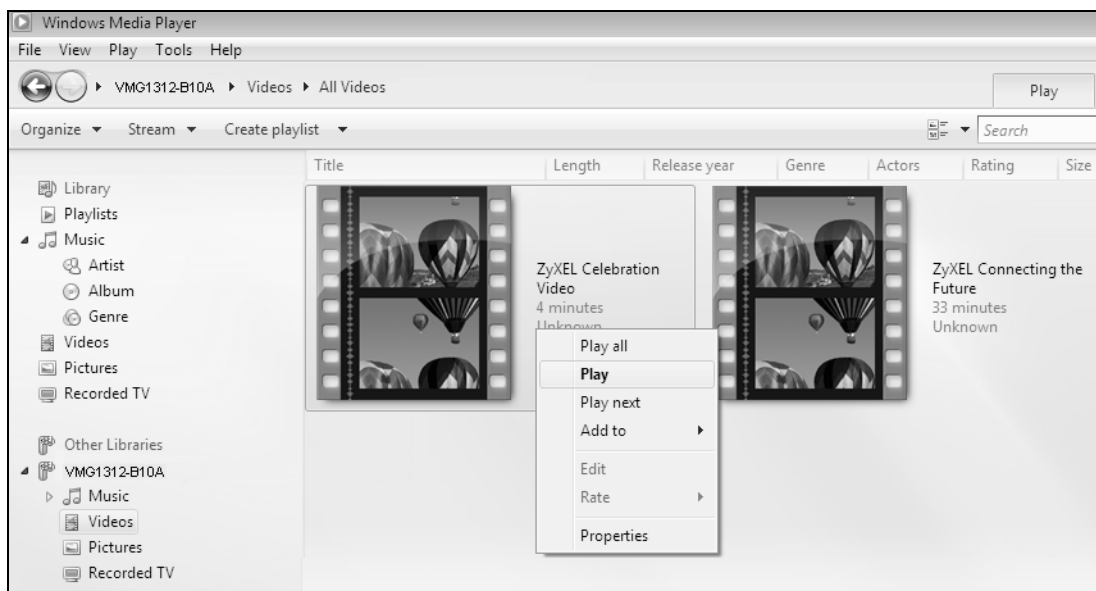 Windows Media Player
File View Play Tools Help
VMG1312-B10A Videos All Videos
Play
Organize Stream Create playlist
Search
Title Length Release year Genre Actors Rating Size
Library
Playlists
Music
Artist
Album
Genre
Videos
Pictures
Recorded TV
Other Libraries
VMG1312-B10A
Music
Videos
Pictures
Recorded TV
ZyXEL Celebration
Video
4 minutes
Unknown
ZyXEL Connecting the
Future
33 minutes
Unknown
Play all
Play
Play next
Add to
Edit
Rate
Properties